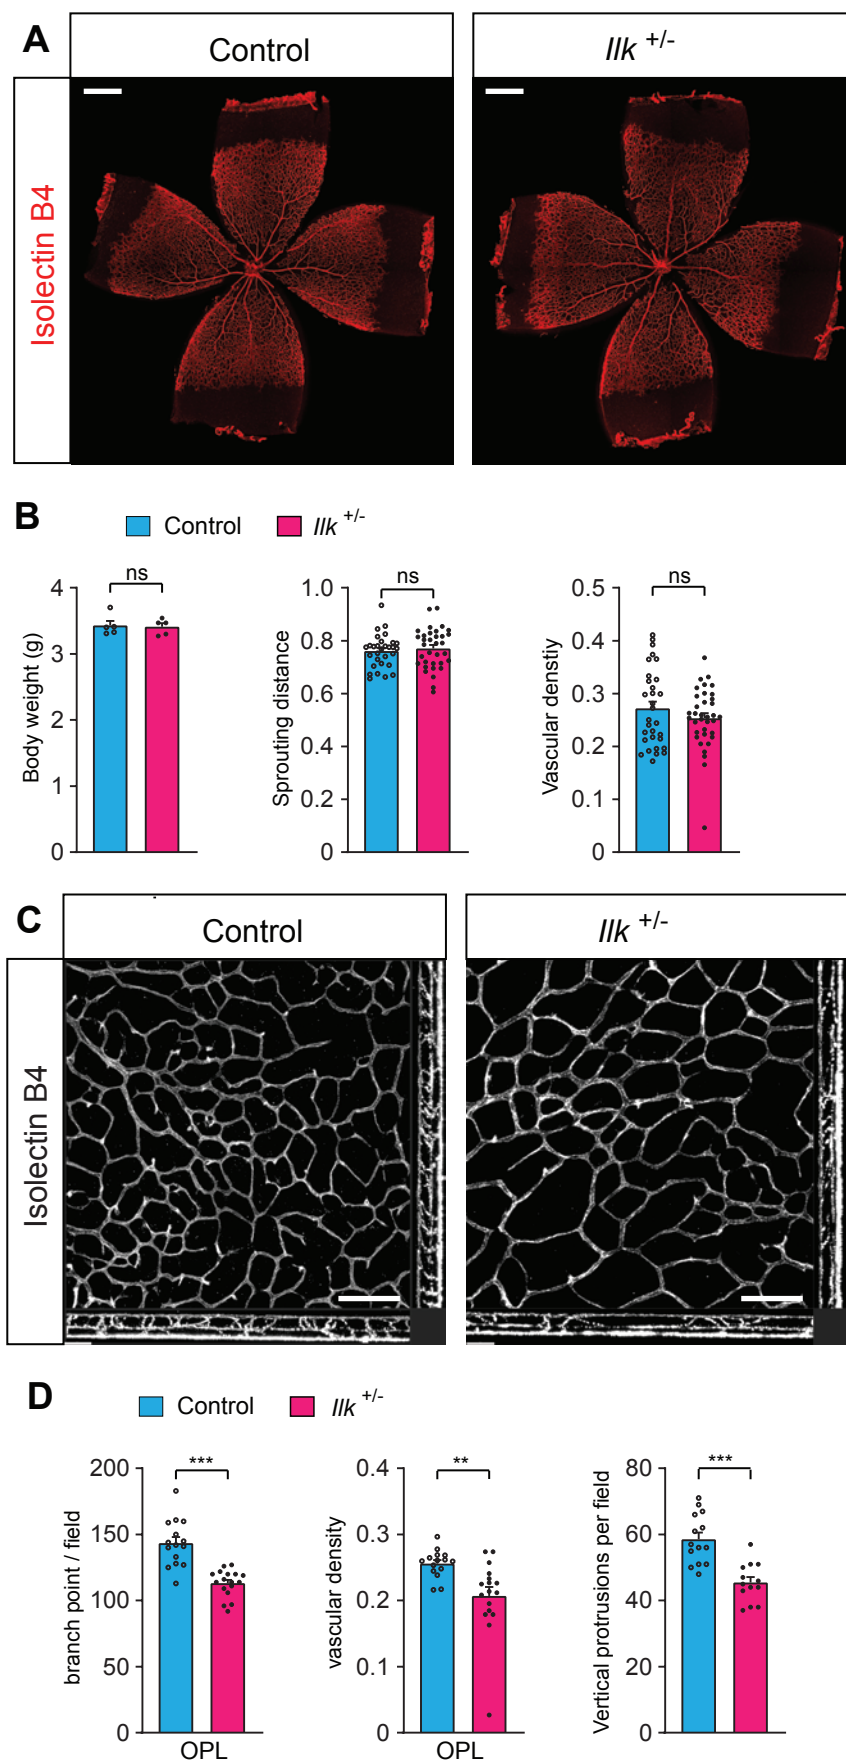 A
Control
Ilk +/-
Isolectin B4
B
Control
Ilk +/-
Body weight (g)
4
3
2
1
0
ns
Sprouting distance
1.0
0.8
0.6
0.4
0.2
0
ns
Vascular denstiy
0.5
0.4
0.3
0.2
0.1
0
ns
C
Control
Ilk +/-
Isolectin B4
D
Control
Ilk +/-
branch point / field
200
150
100
50
0
***
OPL
vascular density
0.4
0.3
0.2
0.1
0
**
OPL
Vertical protrusions per field
80
60
40
20
0
***